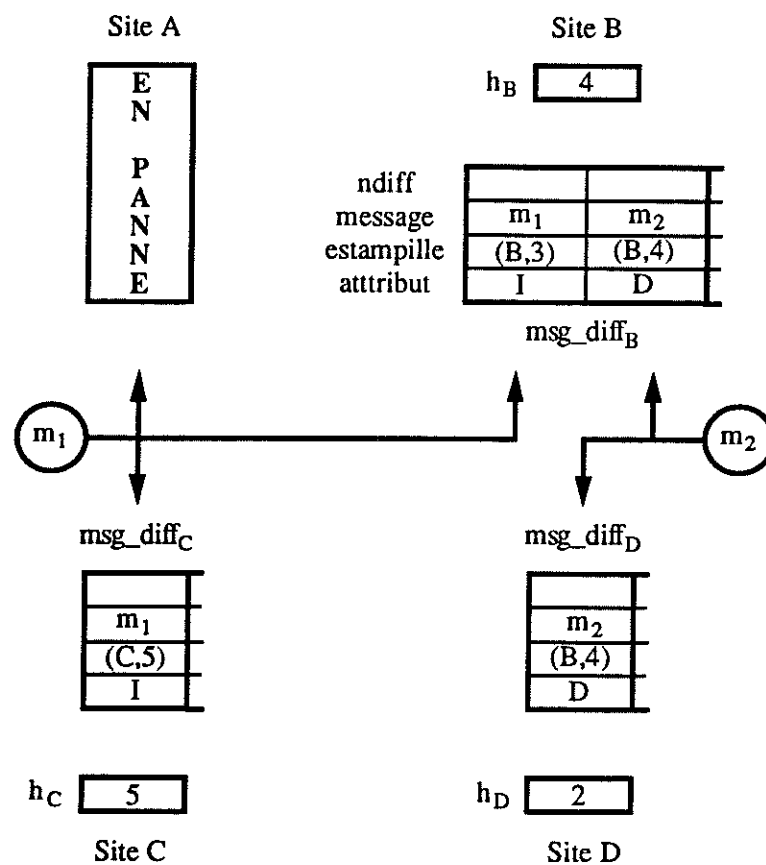 Site A
Site B
E
N
P
A
N
N
E
h_B 4
ndiff
message m_1 m_2
estampille (B,3) (B,4)
atttribut I D
msg_diff_B
m_1
m_2
msg_diff_C
msg_diff_D
m_1
m_2
(C,5)
(B,4)
I
D
h_C 5
h_D 2
Site C
Site D